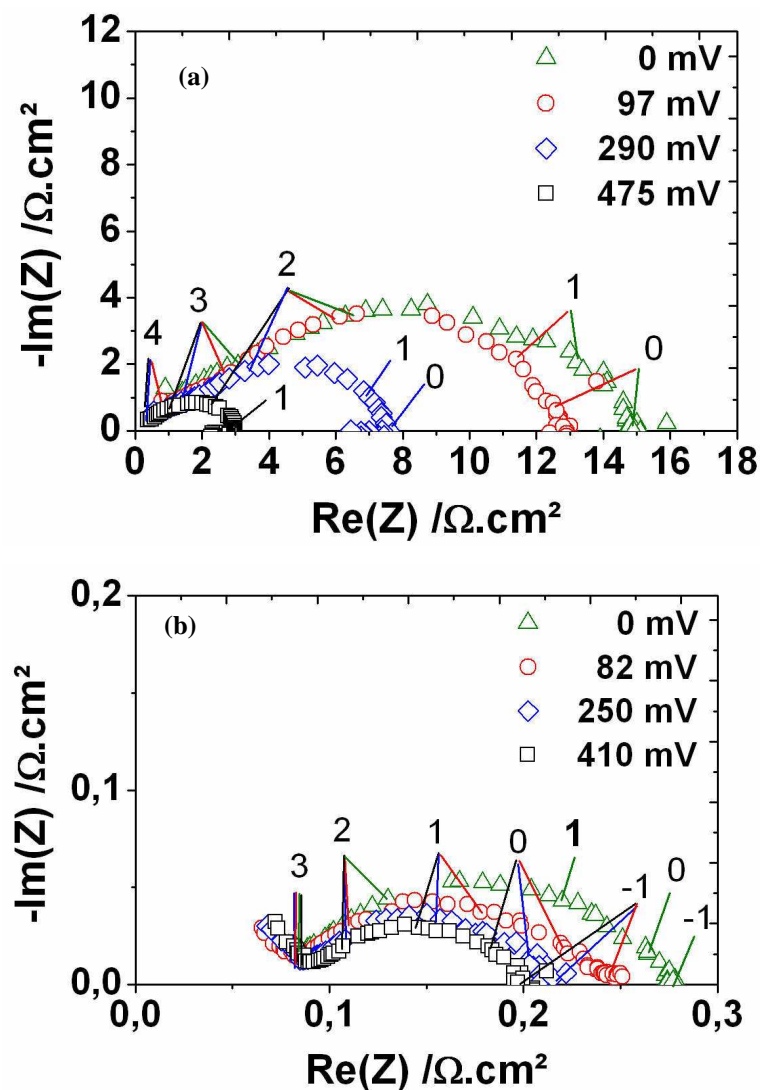 12
10
8
6
4
2
0
-Im(Z) /Ω.cm²
(a)
0 mV
97 mV
290 mV
475 mV
4
3
2
1
0
1
0
1
0 2 4 6 8 10 12 14 16 18
Re(Z) /Ω.cm²
0,2
0,1
0,0
-Im(Z) /Ω.cm²
(b)
0 mV
82 mV
250 mV
410 mV
3
2
1
0
1
-1
0
-1
0,0 0,1 0,2 0,3
Re(Z) /Ω.cm²